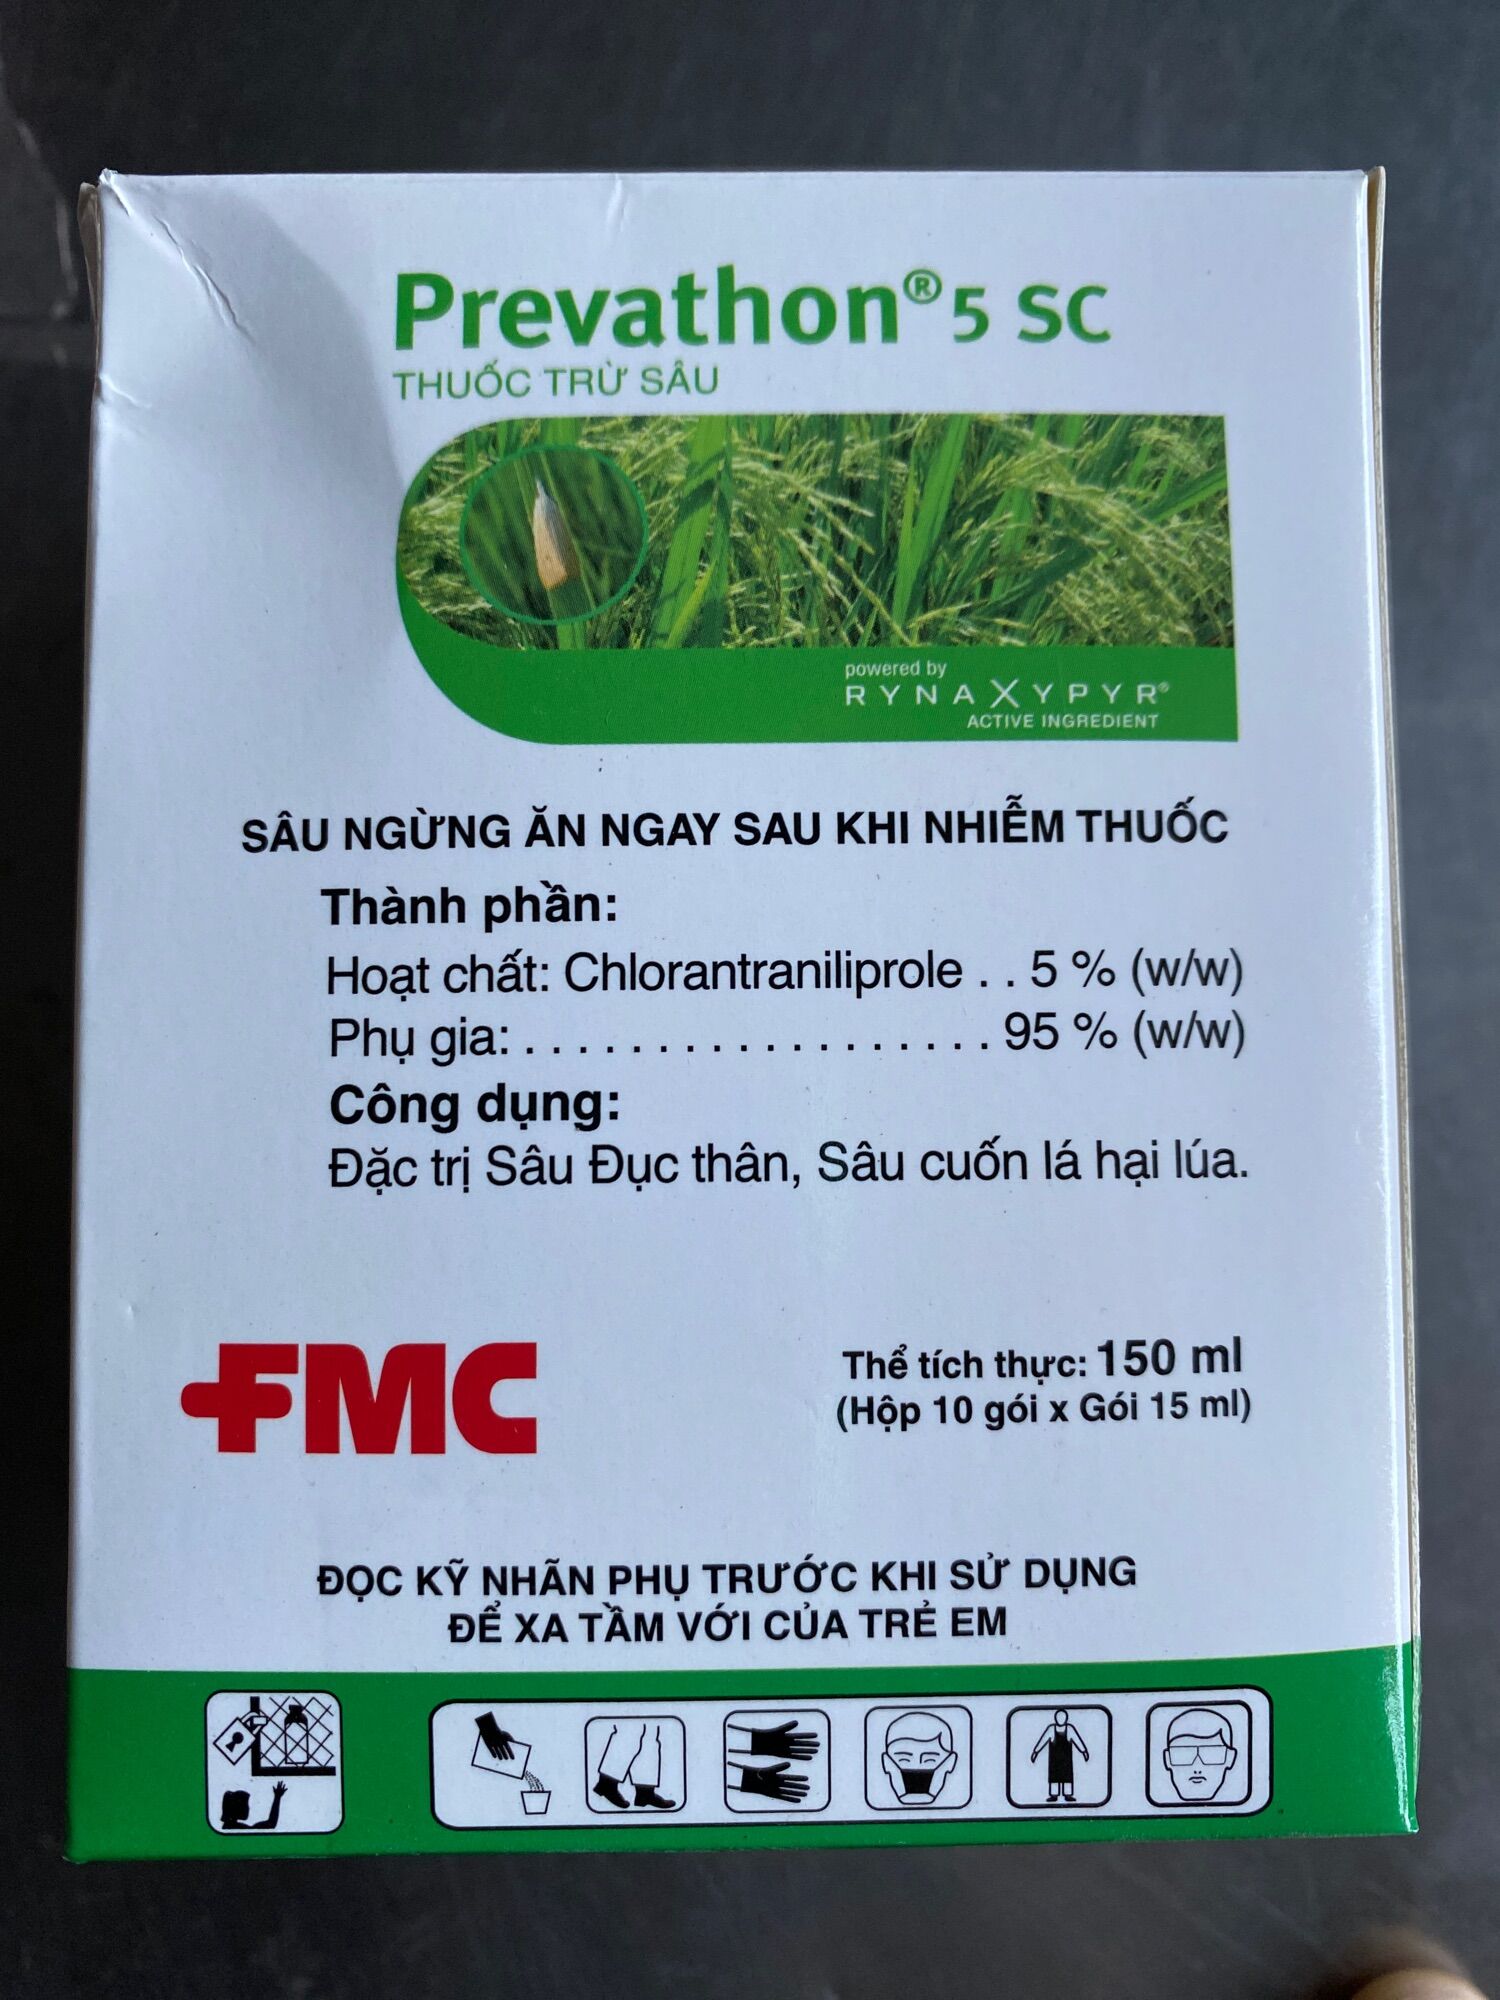 Prevathon® 5 SC
THUỐC TRỪ SÂU
powered by
RYNAXYPYR®
ACTIVE INGREDIENT
SÂU NGỪNG ĂN NGAY SAU KHI NHIỄM THUỐC
Thành phần:
Hoạt chất: Chlorantraniliprole . . 5 % (w/w)
Phụ gia: . . . . . . . . . . . . . . . . . . 95 % (w/w)
Công dụng:
Đặc trị Sâu Đục thân, Sâu cuốn lá hại lúa.
FMC
Thể tích thực: 150 ml
(Hộp 10 gói x Gói 15 ml)
ĐỌC KỸ NHÃN PHỤ TRƯỚC KHI SỬ DỤNG
ĐỂ XA TẦM VỚI CỦA TRẺ EM